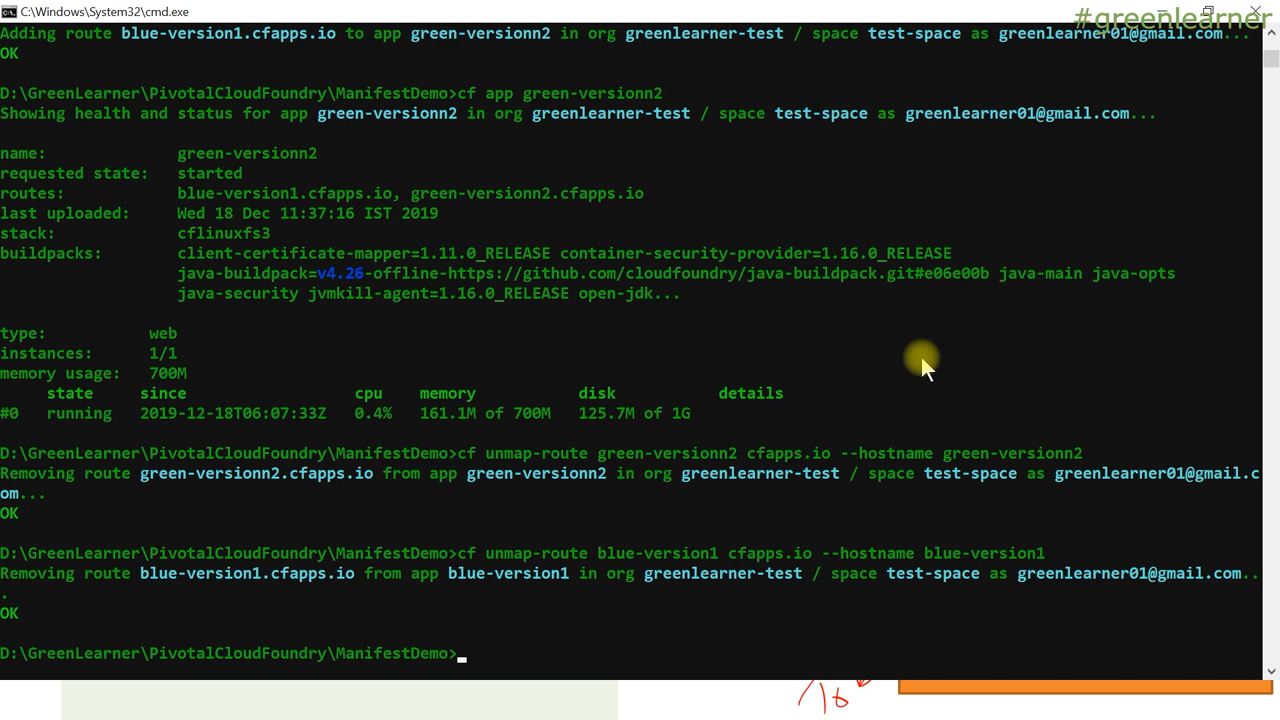 C:\Windows\System32\cmd.exe
#greenlearner
Adding route blue-version1.cfapps.io to app green-versionn2 in org greenlearner-test / space test-space as greenlearner01@gmail.com...
OK
D:\GreenLearner\PivotalCloudFoundry\ManifestDemo>cf app green-versionn2
Showing health and status for app green-versionn2 in org greenlearner-test / space test-space as greenlearner01@gmail.com...
name: green-versionn2
requested state: started
routes: blue-version1.cfapps.io, green-versionn2.cfapps.io
last uploaded: Wed 18 Dec 11:37:16 IST 2019
stack: cflinuxfs3
buildpacks: client-certificate-mapper=1.11.0_RELEASE container-security-provider=1.16.0_RELEASE
java-buildpack=v4.26-offline-https://github.com/cloudfoundry/java-buildpack.git#e06e00b java-main java-opts
java-security jvmkill-agent=1.16.0_RELEASE open-jdk...
type: web
instances: 1/1
memory usage: 700M
state since cpu memory disk details
#0 running 2019-12-18T06:07:33Z 0.4% 161.1M of 700M 125.7M of 1G
D:\GreenLearner\PivotalCloudFoundry\ManifestDemo>cf unmap-route green-versionn2 cfapps.io --hostname green-versionn2
Removing route green-versionn2.cfapps.io from app green-versionn2 in org greenlearner-test / space test-space as greenlearner01@gmail.c
om...
OK
D:\GreenLearner\PivotalCloudFoundry\ManifestDemo>cf unmap-route blue-version1 cfapps.io --hostname blue-version1
Removing route blue-version1.cfapps.io from app blue-version1 in org greenlearner-test / space test-space as greenlearner01@gmail.com..
.
OK
D:\GreenLearner\PivotalCloudFoundry\ManifestDemo>